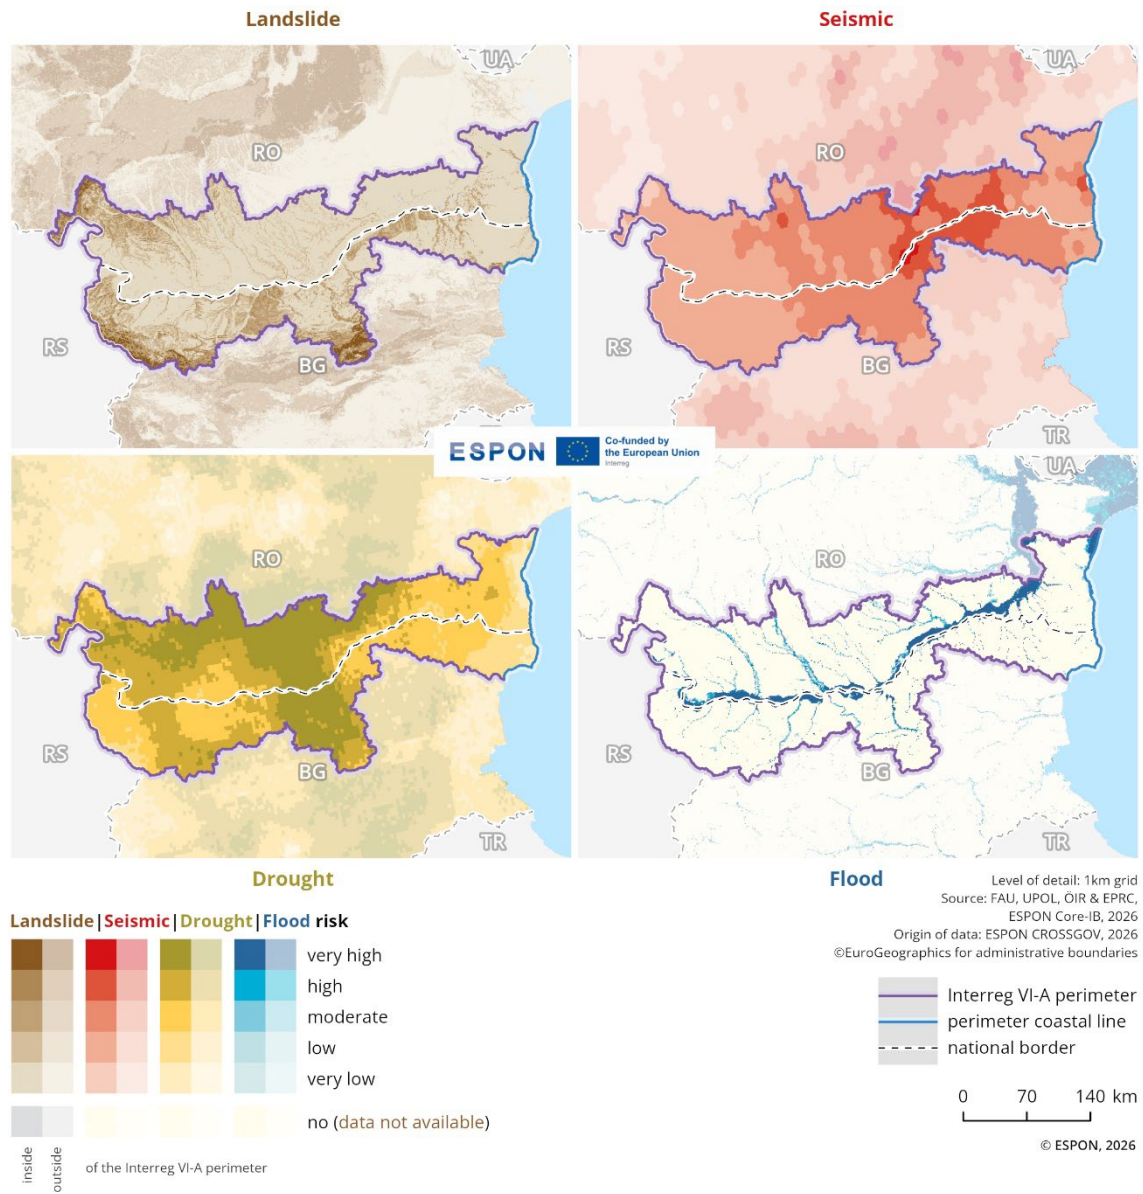 Landslide
Seismic
UA
RO
RS
BG
UA
RO
RS
BG
TR
ESPON
Co-funded by
the European Union
Interreg
RO
RS
BG
TR
UA
RO
RS
BG
TR
Drought
Flood
Level of detail: 1km grid
Source: FAU, UPOL, ÖIR & EPRC,
ESPON Core-IB, 2026
Origin of data: ESPON CROSSGOV, 2026
©EuroGeographics for administrative boundaries
Landslide|Seismic|Drought|Flood risk
very high
high
moderate
low
very low
no (data not available)
inside
outside
of the Interreg VI-A perimeter
Interreg VI-A perimeter
perimeter coastal line
national border
0 70 140 km
© ESPON, 2026